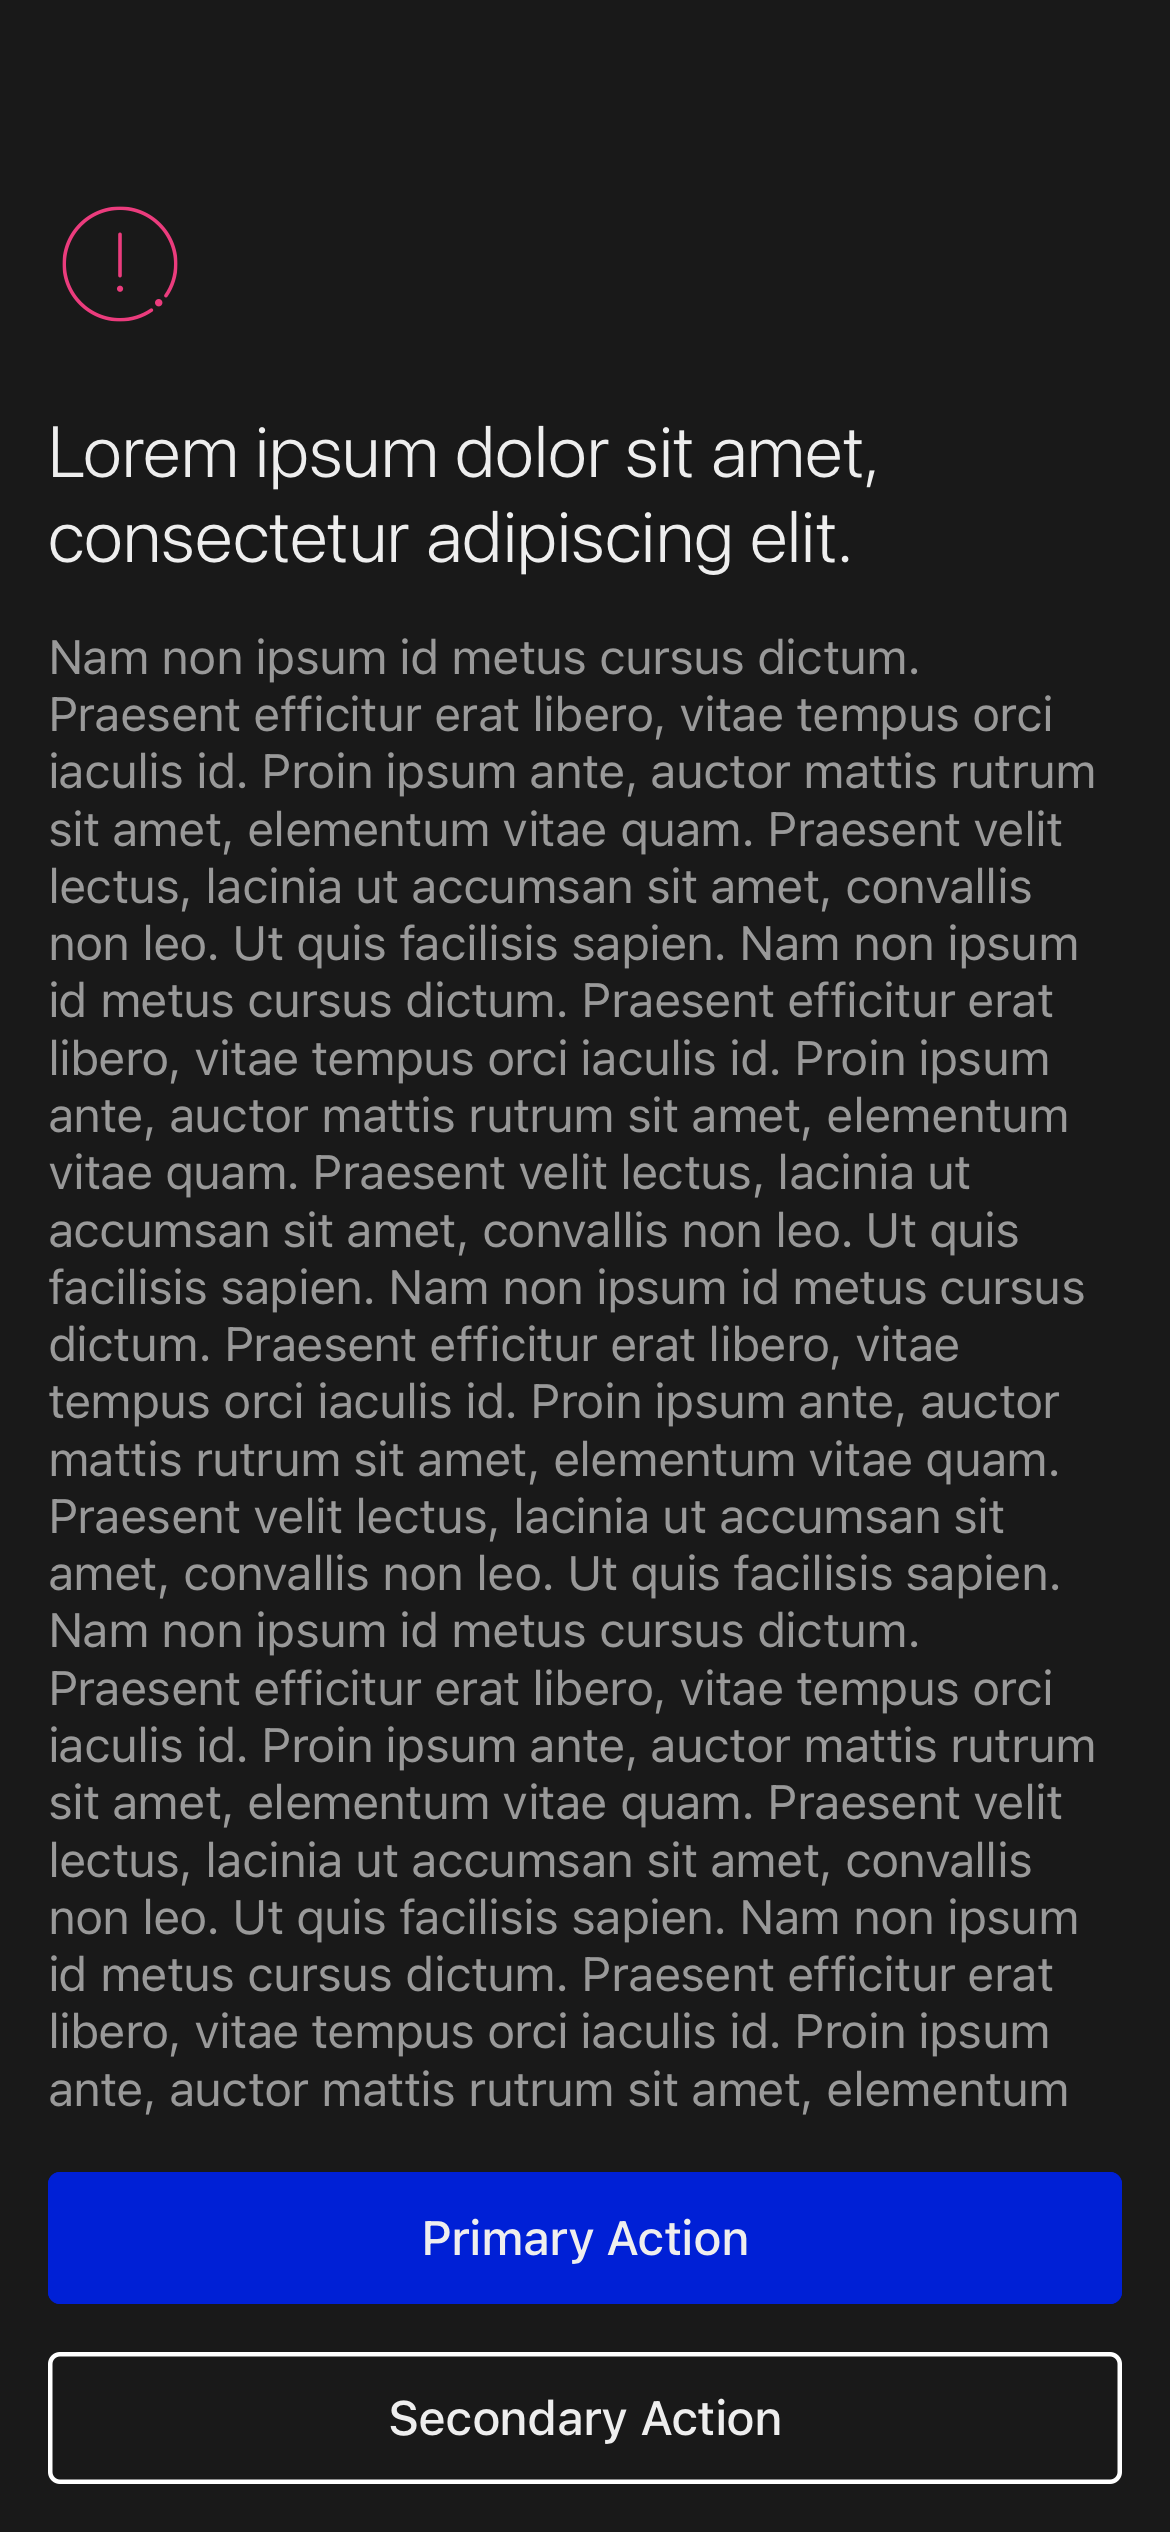 Lorem ipsum dolor sit amet,
consectetur adipiscing elit.
Nam non ipsum id metus cursus dictum.
Praesent efficitur erat libero, vitae tempus orci
iaculis id. Proin ipsum ante, auctor mattis rutrum
sit amet, elementum vitae quam. Praesent velit
lectus, lacinia ut accumsan sit amet, convallis
non leo. Ut quis facilisis sapien. Nam non ipsum
id metus cursus dictum. Praesent efficitur erat
libero, vitae tempus orci iaculis id. Proin ipsum
ante, auctor mattis rutrum sit amet, elementum
vitae quam. Praesent velit lectus, lacinia ut
accumsan sit amet, convallis non leo. Ut quis
facilisis sapien. Nam non ipsum id metus cursus
dictum. Praesent efficitur erat libero, vitae
tempus orci iaculis id. Proin ipsum ante, auctor
mattis rutrum sit amet, elementum vitae quam.
Praesent velit lectus, lacinia ut accumsan sit
amet, convallis non leo. Ut quis facilisis sapien.
Nam non ipsum id metus cursus dictum.
Praesent efficitur erat libero, vitae tempus orci
iaculis id. Proin ipsum ante, auctor mattis rutrum
sit amet, elementum vitae quam. Praesent velit
lectus, lacinia ut accumsan sit amet, convallis
non leo. Ut quis facilisis sapien. Nam non ipsum
id metus cursus dictum. Praesent efficitur erat
libero, vitae tempus orci iaculis id. Proin ipsum
ante, auctor mattis rutrum sit amet, elementum
Primary Action
Secondary Action